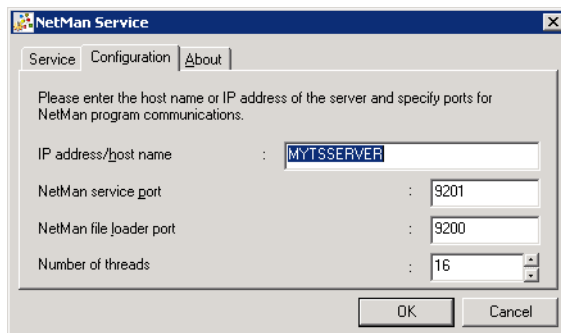 NetMan Service
Service Configuration About
Please enter the host name or IP address of the server and specify ports for
NetMan program communications.
IP address/host name : MYTSSERVER
NetMan service port : 9201
NetMan file loader port : 9200
Number of threads : 16
OK Cancel